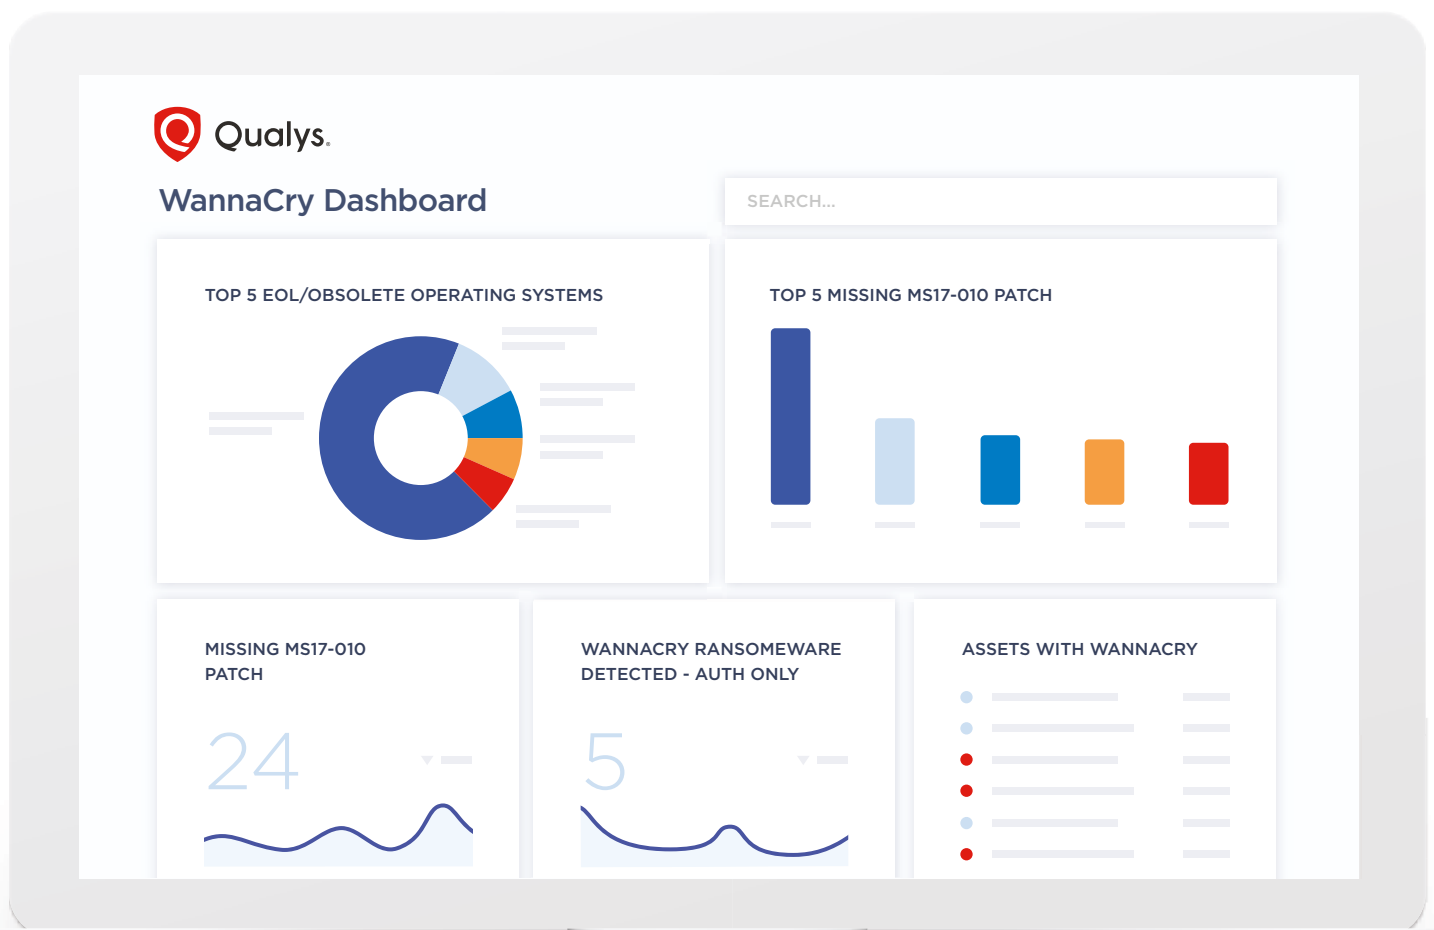 Qualys.
WannaCry Dashboard
SEARCH...
TOP 5 EOL/OBSOLETE OPERATING SYSTEMS
TOP 5 MISSING MS17-010 PATCH
MISSING MS17-010
PATCH
24
WANNACRY RANSOMEWARE
DETECTED - AUTH ONLY
5
ASSETS WITH WANNACRY